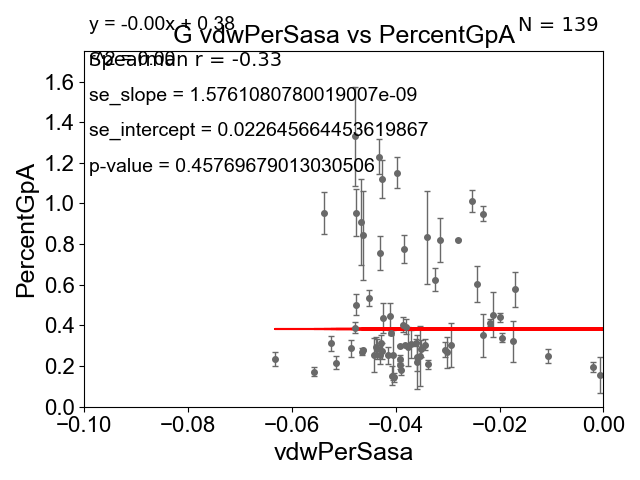 y = -0.00x + 0.38
N = 139
G vdwPerSasa vs PercentGpA
Spearman r = -0.33
se_slope = 1.5761080780019007e-09
se_intercept = 0.022645664453619867
p-value = 0.45769679013030506
PercentGpA
1.6
1.4
1.2
1.0
0.8
0.6
0.4
0.2
0.0
−0.10
−0.08
−0.06
−0.04
−0.02
0.00
vdwPerSasa